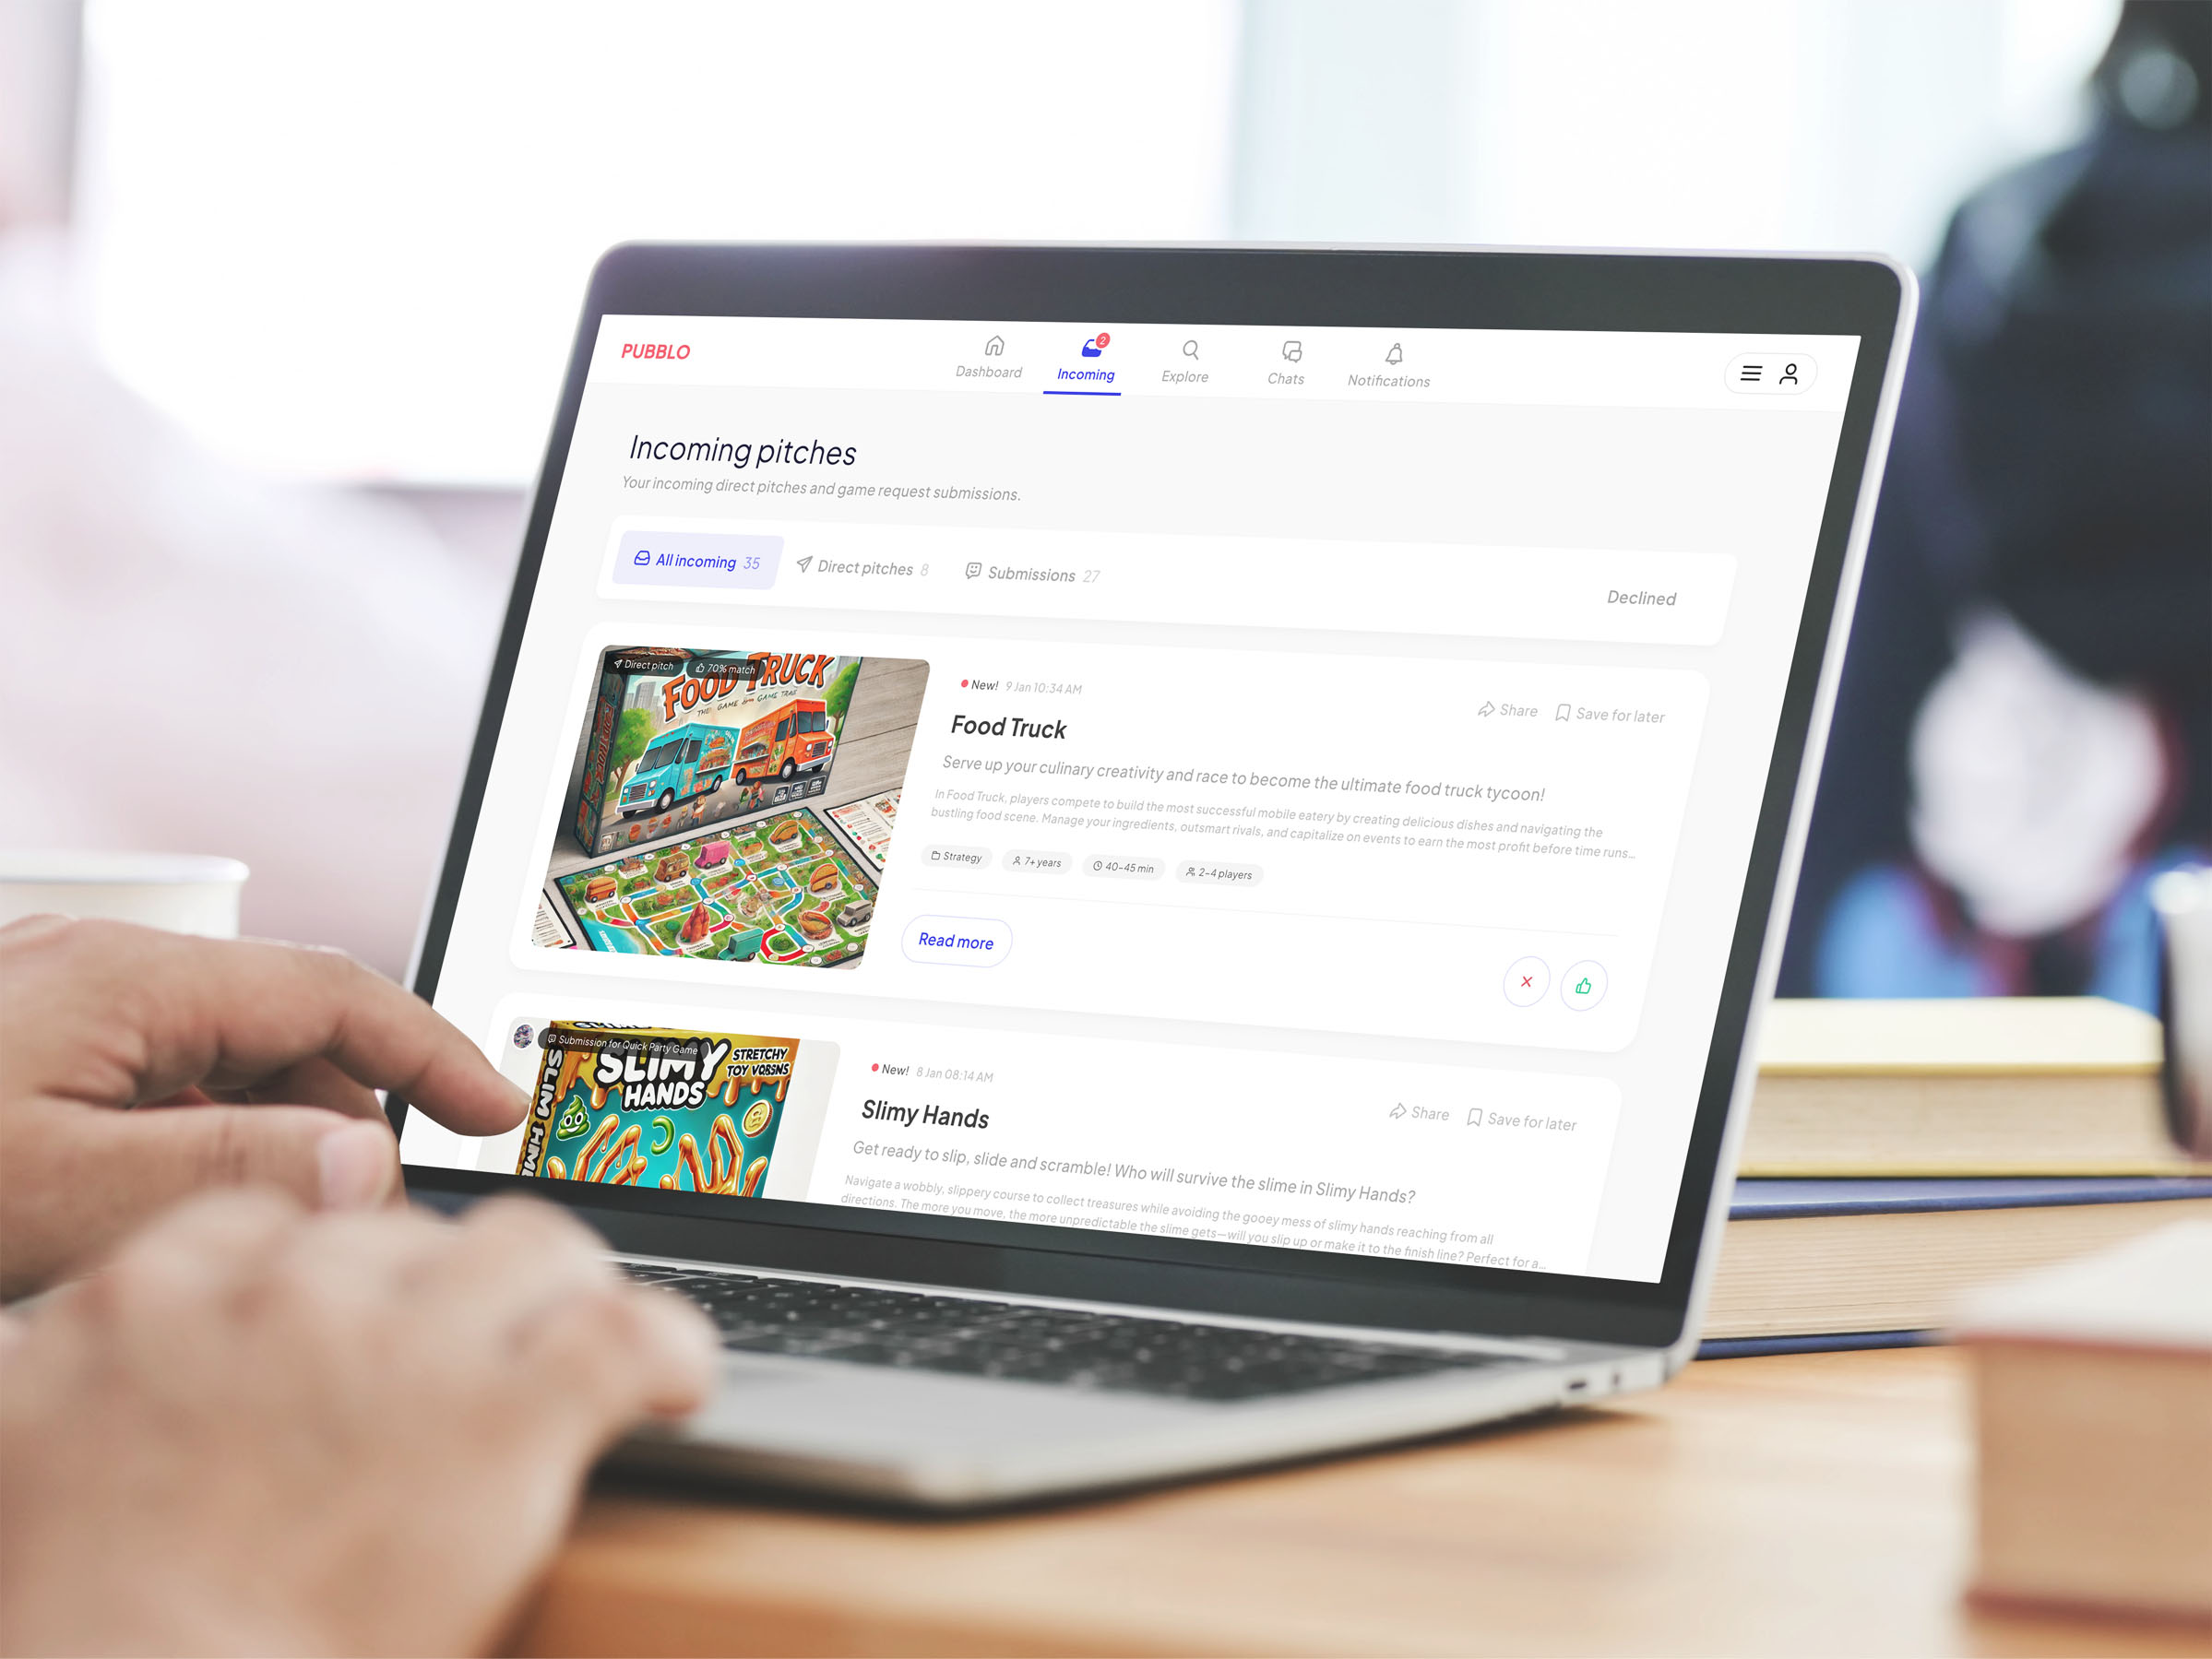 PUBBLO
Dashboard
2
Incoming
Explore
Chats
Notifications
Incoming pitches
Your incoming direct pitches and game request submissions.
All incoming 35
Direct pitches 8
Submissions 27
Declined
Direct pitch
70% match
FOOD TRUCK
New! 9 Jan 10:34 AM
Share
Save for later
Food Truck
Serve up your culinary creativity and race to become the ultimate food truck tycoon!
In Food Truck, players compete to build the most successful mobile eatery by creating delicious dishes and navigating the
bustling food scene. Manage your ingredients, outsmart rivals, and capitalize on events to earn the most profit before time runs...
Strategy
7+ years
40-45 min
2-4 players
Read more
Submission for Quick Party Game
SLIMY
HANDS
STRETCHY
TOY VQBSNS
New! 8 Jan 08:14 AM
Share
Save for later
Slimy Hands
Get ready to slip, slide and scramble! Who will survive the slime in Slimy Hands?
Navigate a wobbly, slippery course to collect treasures while avoiding the gooey mess of slimy hands reaching from all
directions. The more you move, the more unpredictable the slime gets—will you slip up or make it to the finish line? Perfect for a...